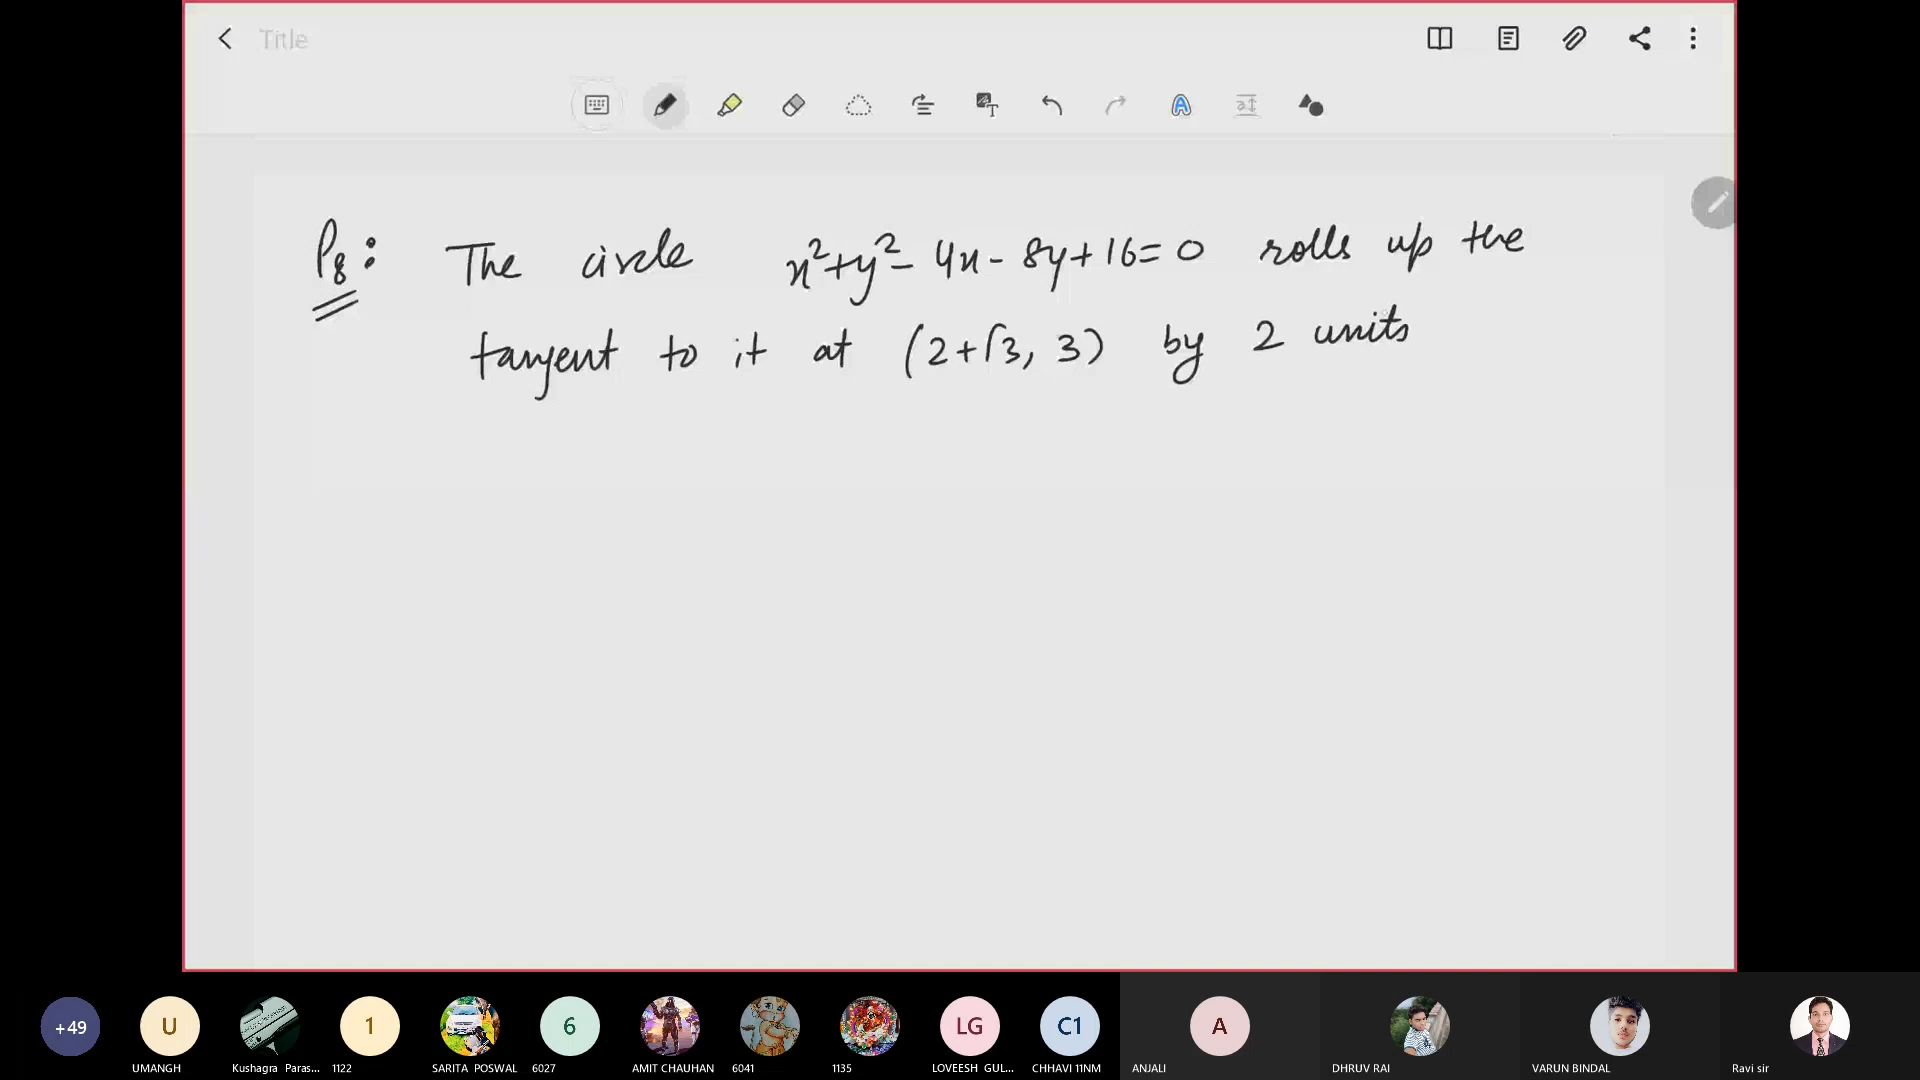 Title
P8: The circle x²+y²-4x-8y+16=0 rolls up the
tangent to it at (2+√3, 3) by 2 units
+49
U
1
6
LG
C1
A
UMANGH
Kushagra Paras...
1122
SARITA POSWAL
6027
AMIT CHAUHAN
6041
1135
LOVEESH GUL...
CHHAVI 11NM
ANJALI
DHRUV RAI
VARUN BINDAL
Ravi sir